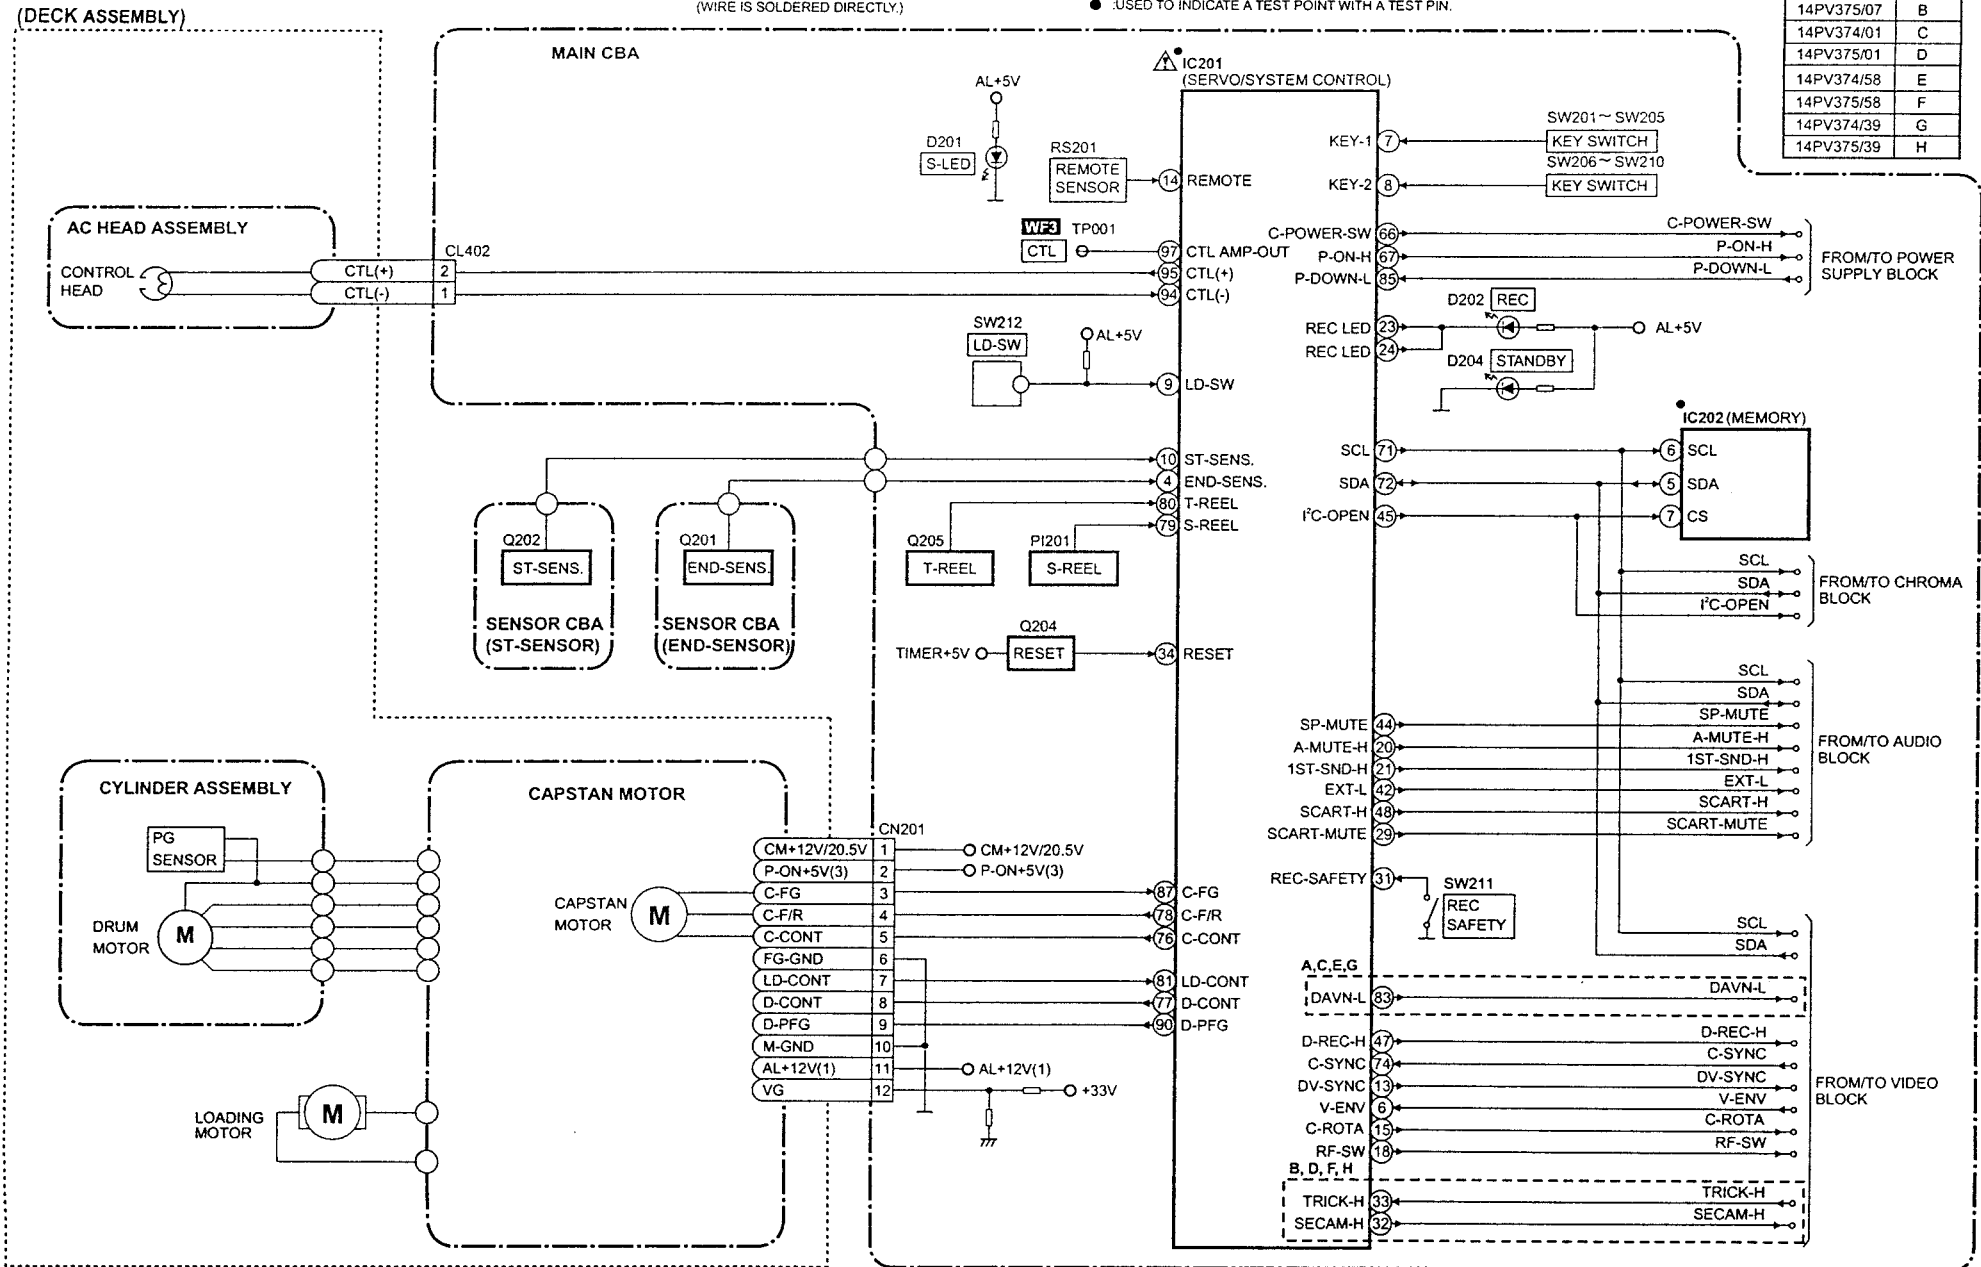 (DECK ASSEMBLY)
(WIRE IS SOLDERED DIRECTLY.)
● :USED TO INDICATE A TEST POINT WITH A TEST PIN.
14PV375/07 B
14PV374/01 C
14PV375/01 D
14PV374/58 E
14PV375/58 F
14PV374/39 G
14PV375/39 H
MAIN CBA
IC201
(SERVO/SYSTEM CONTROL)
AL+5V
D201
S-LED
RS201
REMOTE
SENSOR
14 REMOTE
WF3 TP001
CTL
97 CTL AMP-OUT
95 CTL(+)
94 CTL(-)
AC HEAD ASSEMBLY
CONTROL
HEAD
CL402
CTL(+) 2
CTL(-) 1
SW212
LD-SW
AL+5V
9 LD-SW
10 ST-SENS.
4 END-SENS.
80 T-REEL
79 S-REEL
Q202
ST-SENS.
SENSOR CBA
(ST-SENSOR)
Q201
END-SENS.
SENSOR CBA
(END-SENSOR)
Q205
T-REEL
PI201
S-REEL
Q204
TIMER+5V
RESET
34 RESET
KEY-1 7
SW201~SW205
KEY SWITCH
SW206~SW210
KEY-2 8
KEY SWITCH
C-POWER-SW 66 C-POWER-SW
P-ON-H 67 P-ON-H
P-DOWN-L 85 P-DOWN-L
FROM/TO POWER
SUPPLY BLOCK
D202 REC
REC LED 23
AL+5V
REC LED 24
D204 STANDBY
IC202 (MEMORY)
SCL 71
6 SCL
SDA 72
5 SDA
I²C-OPEN 45
7 CS
SCL
SDA
I²C-OPEN
FROM/TO CHROMA
BLOCK
SCL
SDA
SP-MUTE 44 SP-MUTE
A-MUTE-H 20 A-MUTE-H
1ST-SND-H 21 1ST-SND-H
EXT-L 42 EXT-L
SCART-H 48 SCART-H
SCART-MUTE 29 SCART-MUTE
FROM/TO AUDIO
BLOCK
REC-SAFETY 31
SW211
REC
SAFETY
SCL
SDA
A,C,E,G
DAVN-L 83 DAVN-L
D-REC-H 47 D-REC-H
C-SYNC 74 C-SYNC
DV-SYNC 13 DV-SYNC
V-ENV 6 V-ENV
C-ROTA 15 C-ROTA
RF-SW 18 RF-SW
FROM/TO VIDEO
BLOCK
B, D, F, H
TRICK-H 33 TRICK-H
SECAM-H 32 SECAM-H
CYLINDER ASSEMBLY
PG
SENSOR
DRUM
MOTOR
M
LOADING
MOTOR
M
CAPSTAN MOTOR
CAPSTAN
MOTOR
M
CN201
CM+12V/20.5V 1 CM+12V/20.5V
P-ON+5V(3) 2 P-ON+5V(3)
C-FG 3 87 C-FG
C-F/R 4 78 C-F/R
C-CONT 5 76 C-CONT
FG-GND 6
LD-CONT 7 81 LD-CONT
D-CONT 8 77 D-CONT
D-PFG 9 90 D-PFG
M-GND 10
AL+12V(1) 11 AL+12V(1)
VG 12 +33V